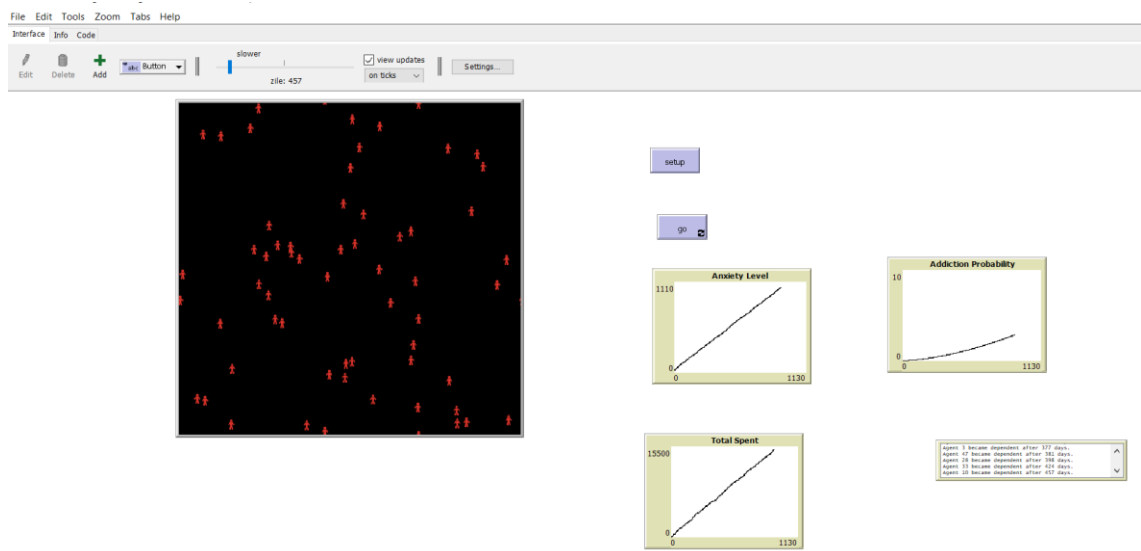 File Edit Tools Zoom Tabs Help
Interface Info Code
Edit Delete Add abc Button slower zile: 457 view updates on ticks Settings...
setup
go
Anxiety Level
1110
0
0 1130
Addiction Probability
10
0
0 1130
Total Spent
15500
0
0 1130
Agent 3 became dependent after 377 days.
Agent 47 became dependent after 381 days.
Agent 28 became dependent after 398 days.
Agent 33 became dependent after 424 days.
Agent 10 became dependent after 457 days.